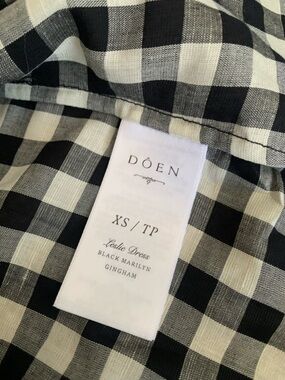 DÔEN
XS / TP
Leslie Dress
BLACK MARILYN
GINGHAM